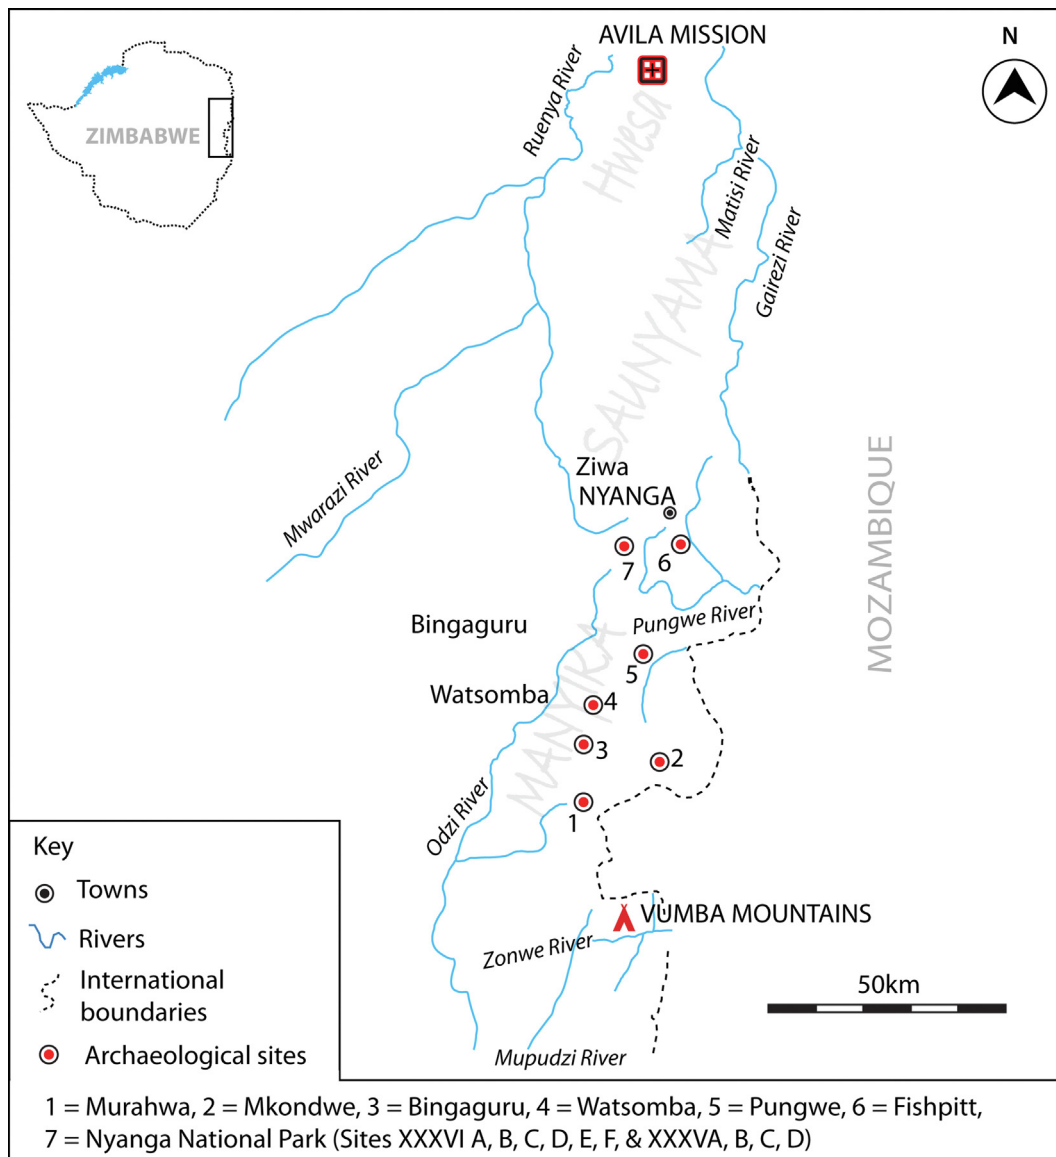 AVILA MISSION
N
ZIMBABWE
Ruenya River
Hwesa
Matisi River
Gairezi River
SAUNYAMA
Mwarazi River
Ziwa
NYANGA
MOZAMBIQUE
7
6
Bingaguru
Pungwe River
MANYIKA
5
Watsomba
4
3
2
Odzi River
1
VUMBA MOUNTAINS
Zonwe River
50km
Mupudzi River
Key
Towns
Rivers
International
boundaries
Archaeological sites
1 = Murahwa, 2 = Mkondwe, 3 = Bingaguru, 4 = Watsomba, 5 = Pungwe, 6 = Fishpitt,
7 = Nyanga National Park (Sites XXXVI A, B, C, D, E, F, & XXXVA, B, C, D)